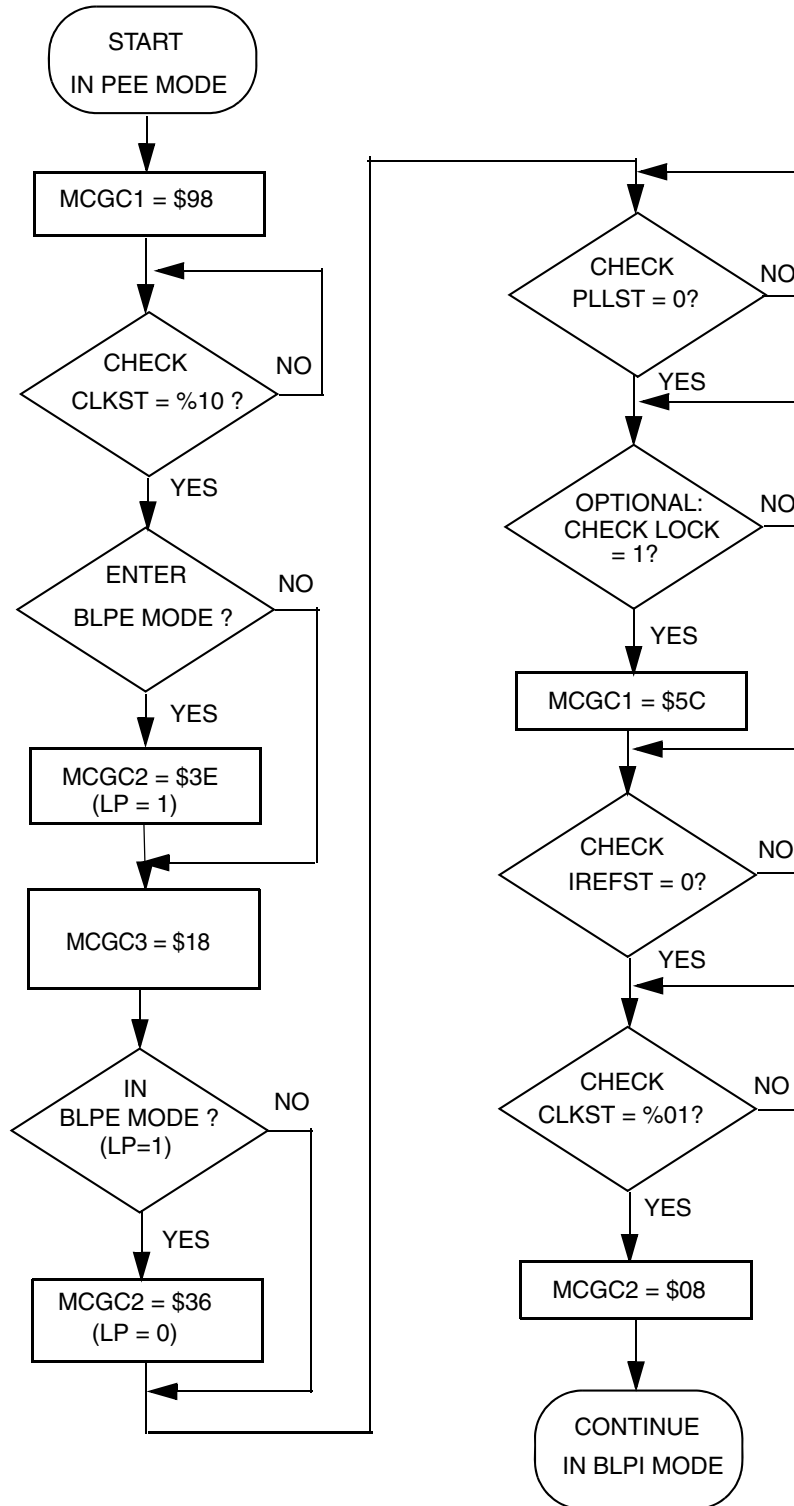 START
IN PEE MODE
MCGC1 = $98
CHECK
CLKST = %10 ?
NO
YES
ENTER
BLPE MODE ?
NO
YES
MCGC2 = $3E
(LP = 1)
MCGC3 = $18
IN
BLPE MODE ?
(LP=1)
NO
YES
MCGC2 = $36
(LP = 0)
CHECK
PLLST = 0?
NO
YES
OPTIONAL:
CHECK LOCK
= 1?
NO
YES
MCGC1 = $5C
CHECK
IREFST = 0?
NO
YES
CHECK
CLKST = %01?
NO
YES
MCGC2 = $08
CONTINUE
IN BLPI MODE